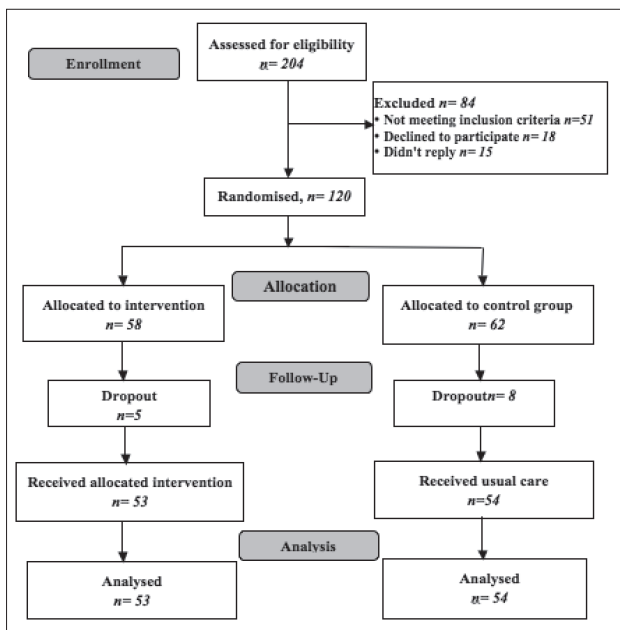 Assessed for eligibility
n= 204
Enrollment
Excluded n= 84
• Not meeting inclusion criteria n=51
• Declined to participate n= 18
• Didn't reply n= 15
Randomised, n= 120
Allocation
Allocated to intervention
n= 58
Allocated to control group
n= 62
Follow-Up
Dropout
n=5
Dropoutn= 8
Received allocated intervention
n= 53
Received usual care
n=54
Analysis
Analysed
n= 53
Analysed
n= 54